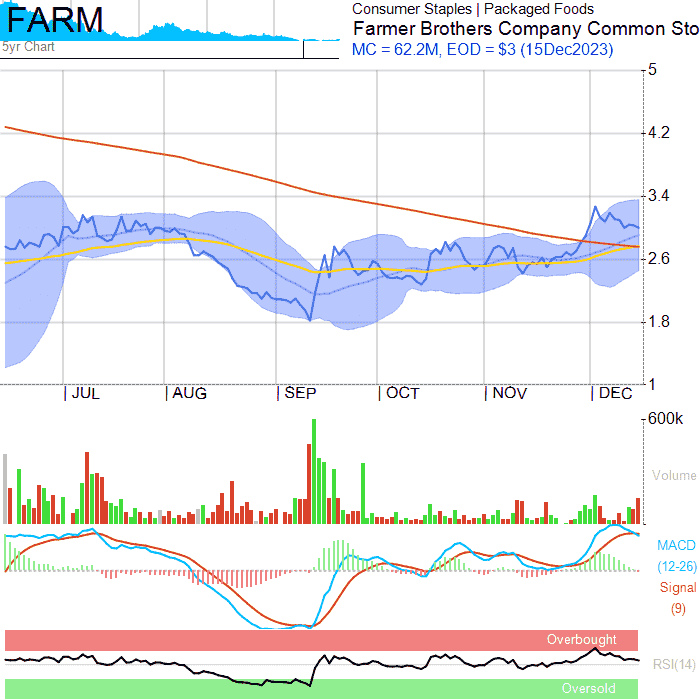 FARM
5yr Chart
Consumer Staples | Packaged Foods
Farmer Brothers Company Common Sto
MC = 62.2M, EOD = $3 (15Dec2023)
5
4.2
3.4
2.6
1.8
1
JUL AUG SEP OCT NOV DEC
600k
Volume
MACD
(12-26)
Signal
(9)
Overbought
RSI(14)
Oversold